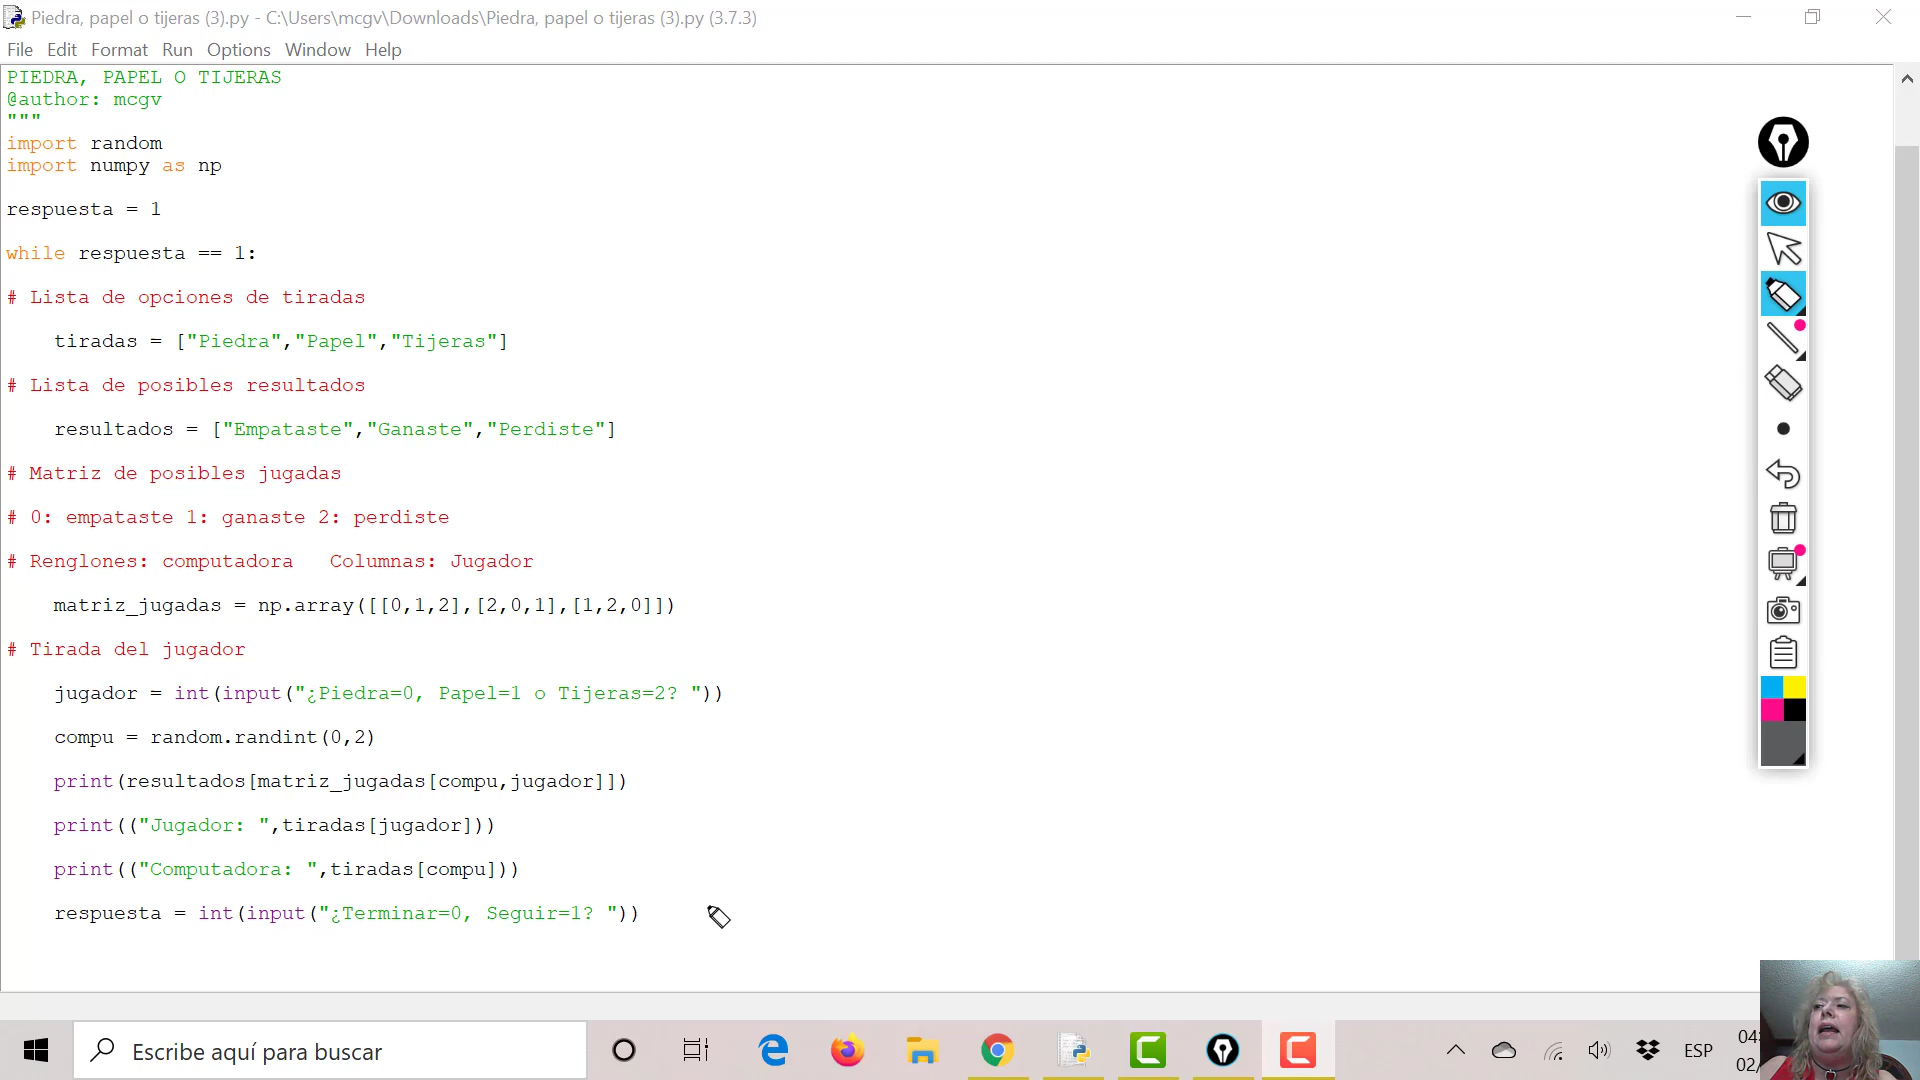 Piedra, papel o tijeras (3).py - C:\Users\mcgv\Downloads\Piedra, papel o tijeras (3).py (3.7.3)
File Edit Format Run Options Window Help
PIEDRA, PAPEL O TIJERAS
@author: mcgv
"""
import random
import numpy as np
respuesta = 1
while respuesta == 1:
# Lista de opciones de tiradas
tiradas = ["Piedra","Papel","Tijeras"]
# Lista de posibles resultados
resultados = ["Empataste","Ganaste","Perdiste"]
# Matriz de posibles jugadas
# 0: empataste 1: ganaste 2: perdiste
# Renglones: computadora   Columnas: Jugador
matriz_jugadas = np.array([[0,1,2],[2,0,1],[1,2,0]])
# Tirada del jugador
jugador = int(input("¿Piedra=0, Papel=1 o Tijeras=2? "))
compu = random.randint(0,2)
print(resultados[matriz_jugadas[compu,jugador]])
print(("Jugador: ",tiradas[jugador]))
print(("Computadora: ",tiradas[compu]))
respuesta = int(input("¿Terminar=0, Seguir=1? "))
Escribe aquí para buscar
ESP
04:
02/